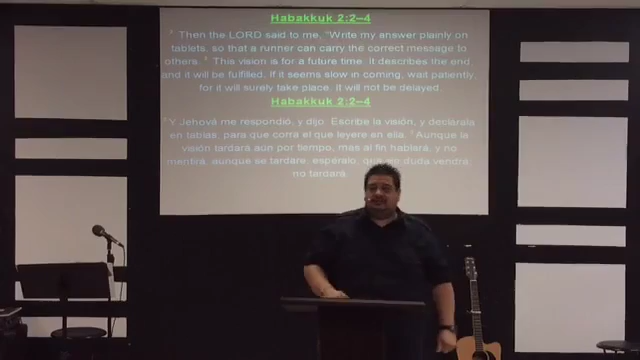 Habakkuk 2:2–4
² Then the LORD said to me, "Write my answer plainly on
tablets, so that a runner can carry the correct message to
others. ³ This vision is for a future time. It describes the end,
and it will be fulfilled. If it seems slow in coming, wait patiently,
for it will surely take place. It will not be delayed.
Habakkuk 2:2–4
² Y Jehová me respondió, y dijo: Escribe la visión, y declárala
en tablas, para que corra el que leyere en ella. ³ Aunque la
visión tardará aún por tiempo, mas al fin hablará, y no
mentirá; aunque se tardare, espéralo, que sin duda vendrá;
no tardará.